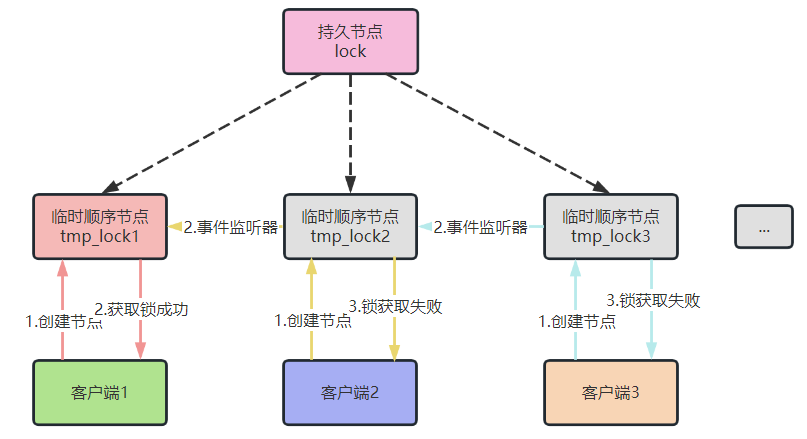 持久节点
lock
临时顺序节点
tmp_lock1
2.事件监听器
临时顺序节点
tmp_lock2
2.事件监听器
临时顺序节点
tmp_lock3
...
1.创建节点
2.获取锁成功
1.创建节点
3.锁获取失败
1.创建节点
3.锁获取失败
客户端1
客户端2
客户端3